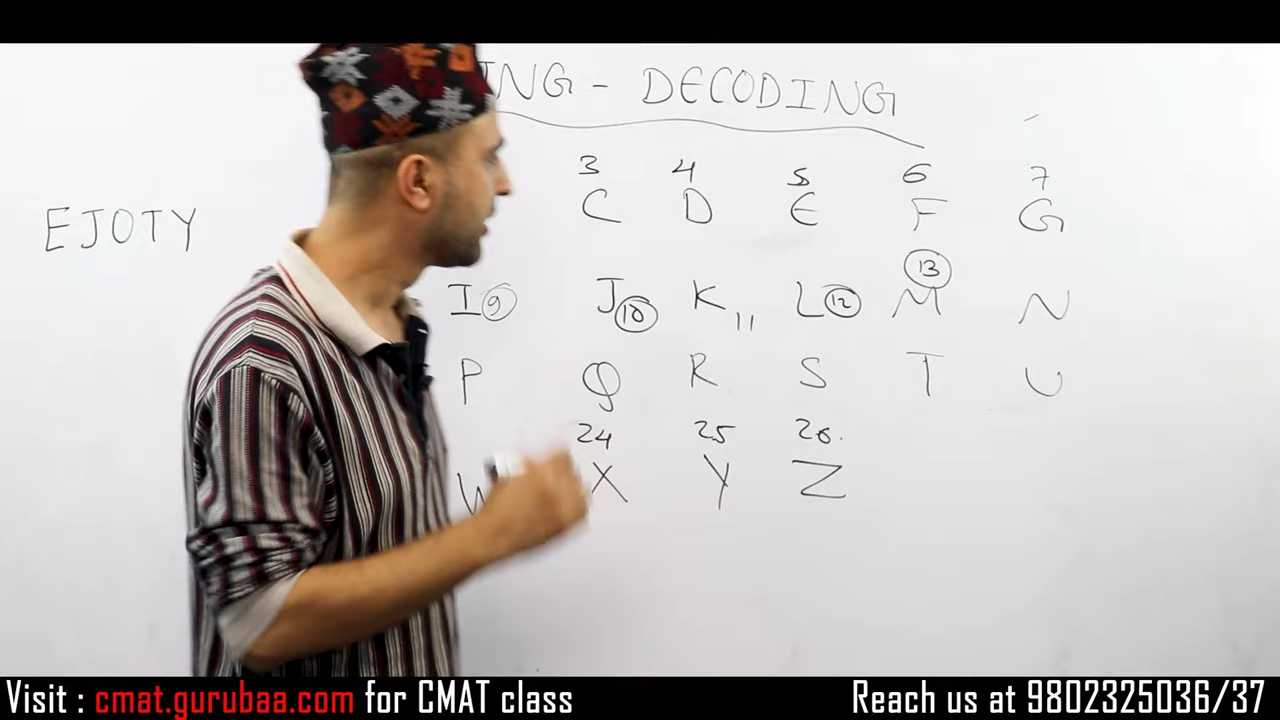 ING - DECODING
3 4 5 6 7
EJOTY C D E F G
13
I 9 J 10 K 11 L 12 M N
P Q R S T U
24 25 26.
W X Y Z
Visit : cmat.gurubaa.com for CMAT class Reach us at 9802325036/37